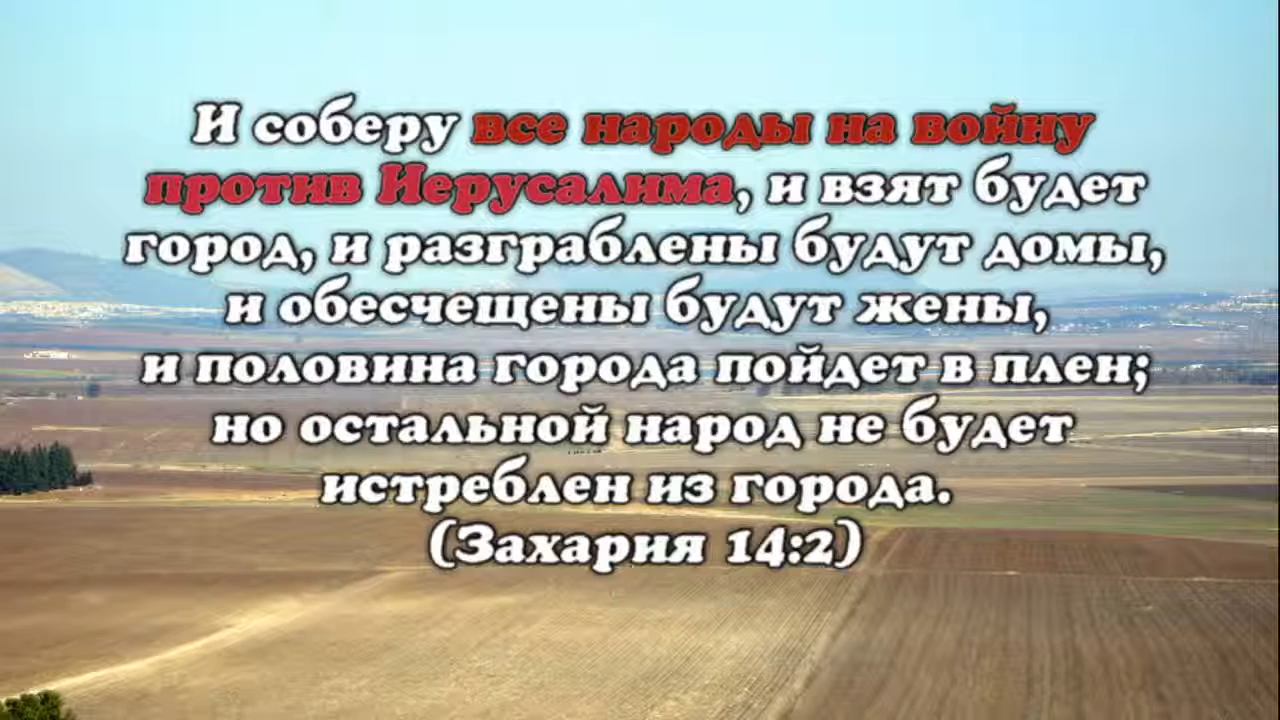 И соберу все народы на войну
против Иерусалима, и взят будет
город, и разграблены будут домы,
и обесчещены будут жены,
и половина города пойдет в плен;
но остальной народ не будет
истреблен из города.
(Захария 14:2)